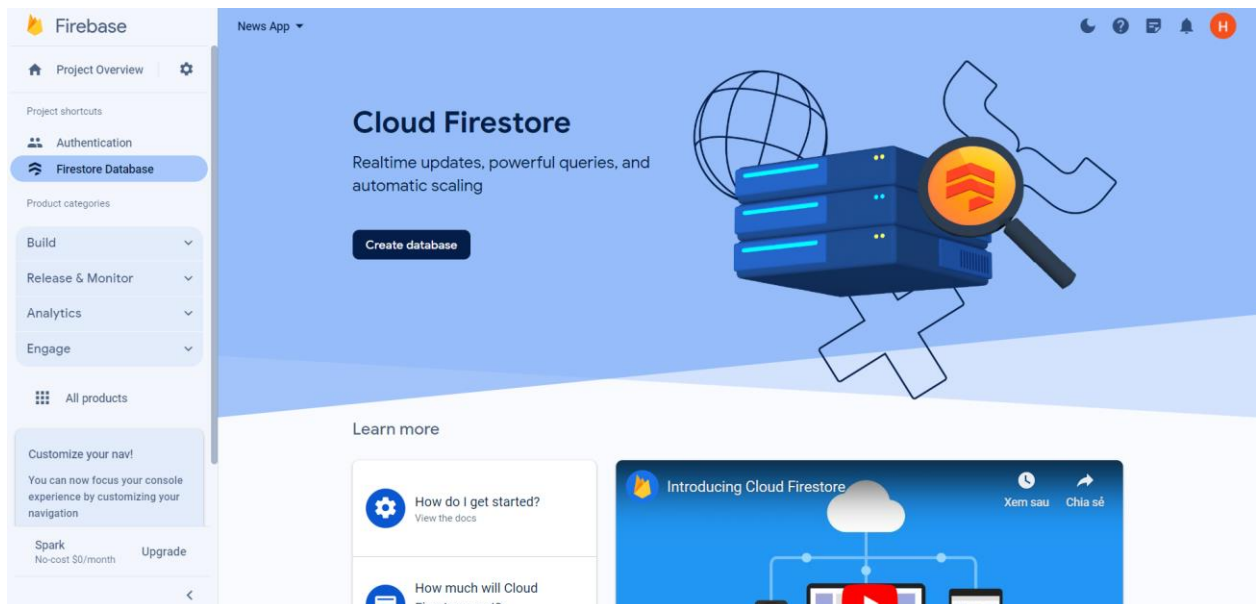 Firebase
Project Overview
Project shortcuts
Authentication
Firestore Database
Product categories
Build
Release & Monitor
Analytics
Engage
All products
Customize your nav!
You can now focus your console
experience by customizing your
navigation
Spark
No-cost $0/month
Upgrade
News App
H
Cloud Firestore
Realtime updates, powerful queries, and
automatic scaling
Create database
Learn more
How do I get started?
View the docs
How much will Cloud
Introducing Cloud Firestore
Xem sau
Chia sẻ